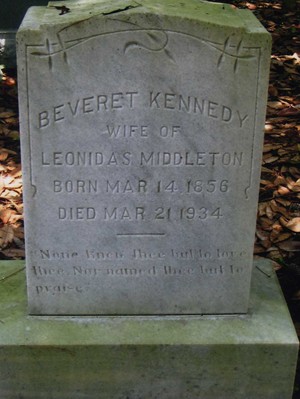 BEVERET KENNEDY
WIFE OF
LEONIDAS MIDDLETON
BORN MAR 14 1856
DIED MAR 21 1934
"None knew thee but to love
thee. Nor named thee but to
praise"